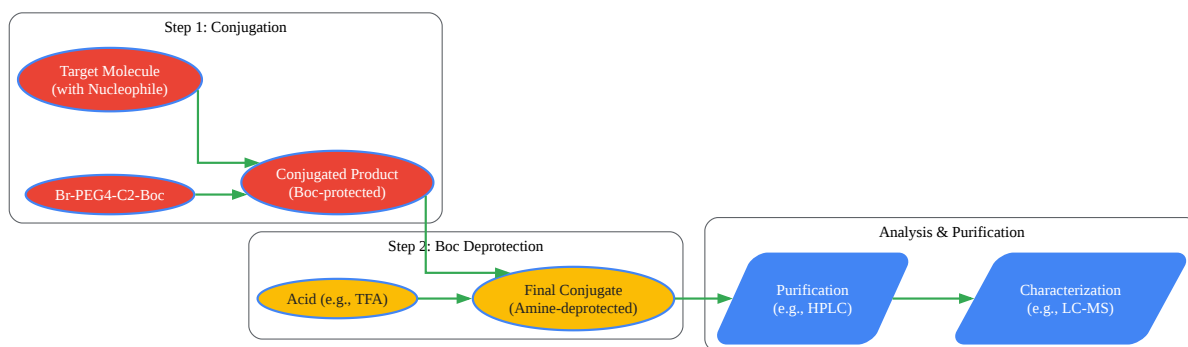 Step 1: Conjugation
Target Molecule
(with Nucleophile)
Br-PEG4-C2-Boc
Conjugated Product
(Boc-protected)
Step 2: Boc Deprotection
Acid (e.g., TFA)
Final Conjugate
(Amine-deprotected)
Analysis & Purification
Purification
(e.g., HPLC)
Characterization
(e.g., LC-MS)